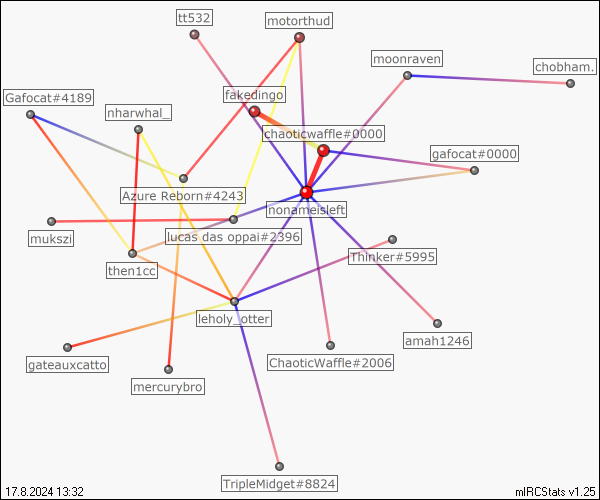 tt532
motorthud
moonraven
chobham.
Gafocat#4189
fakedingo
nharwhal_
chaoticwaffle#0000
gafocat#0000
Azure Reborn#4243
nonameisleft
mukszi
lucas das oppai#2396
Thinker#5995
then1cc
leholy_otter
amah1246
gateauxcatto
ChaoticWaffle#2006
mercurybro
TripleMidget#8824
17.8.2024 13:32
mIRCStats v1.25